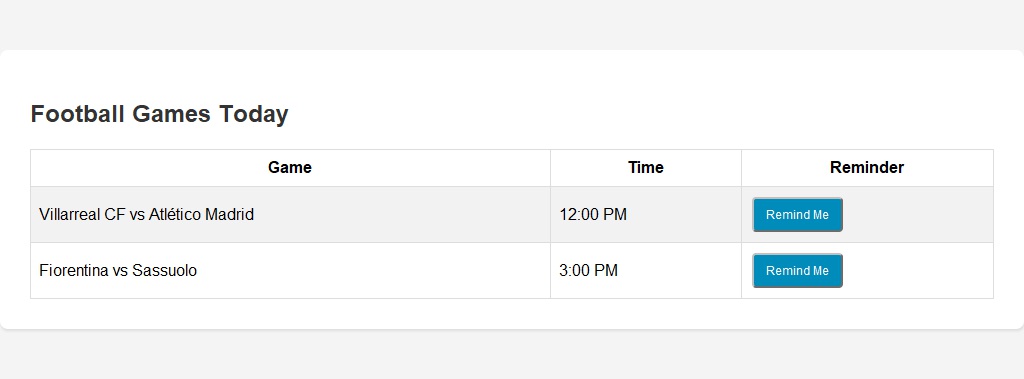 Football Games Today
Game Time Reminder
Villarreal CF vs Atlético Madrid 12:00 PM Remind Me
Fiorentina vs Sassuolo 3:00 PM Remind Me